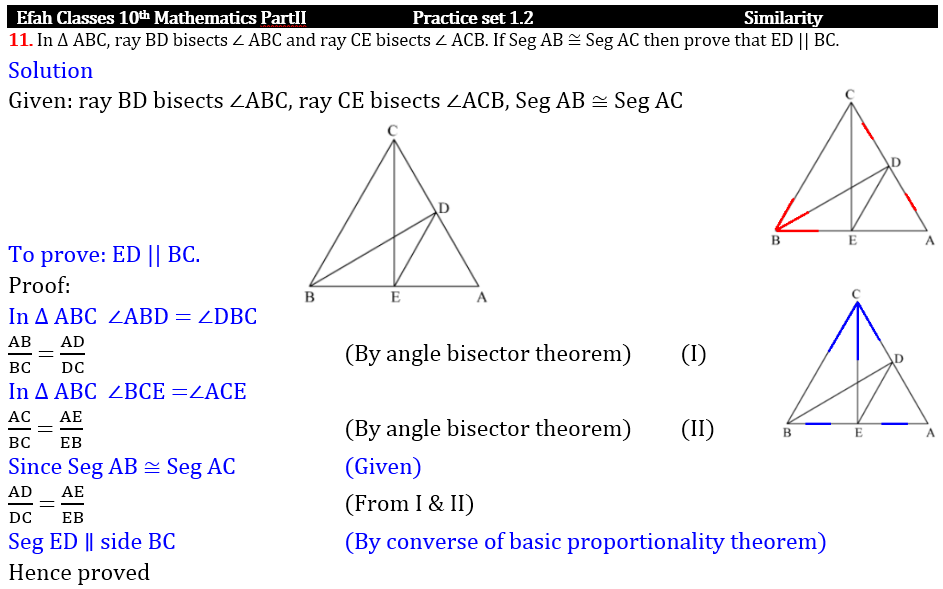 Efah Classes 10th Mathematics PartII Practice set 1.2 Similarity
11. In Δ ABC, ray BD bisects ∠ ABC and ray CE bisects ∠ ACB. If Seg AB ≅ Seg AC then prove that ED || BC.
Solution
Given: ray BD bisects ∠ABC, ray CE bisects ∠ACB, Seg AB ≅ Seg AC
C
D
B E A
C
D
B E A
To prove: ED || BC.
Proof:
In Δ ABC ∠ABD = ∠DBC
AB/BC = AD/DC (By angle bisector theorem) (I)
In Δ ABC ∠BCE =∠ACE
AC/BC = AE/EB (By angle bisector theorem) (II)
C
D
B E A
Since Seg AB ≅ Seg AC (Given)
AD/DC = AE/EB (From I & II)
Seg ED ∥ side BC (By converse of basic proportionality theorem)
Hence proved